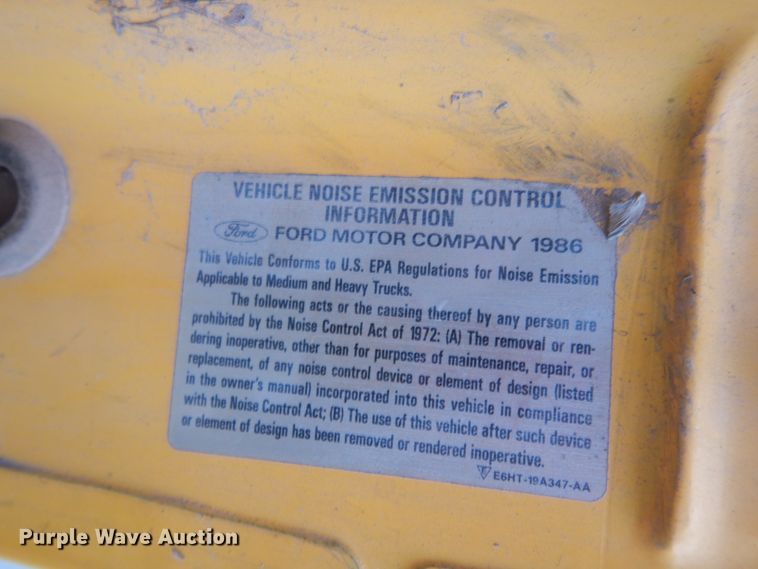 VEHICLE NOISE EMISSION CONTROL
INFORMATION
Ford FORD MOTOR COMPANY 1986
This Vehicle Conforms to U.S. EPA Regulations for Noise Emission
Applicable to Medium and Heavy Trucks.
The following acts or the causing thereof by any person are
prohibited by the Noise Control Act of 1972: (A) The removal or ren-
dering inoperative, other than for purposes of maintenance, repair, or
replacement, of any noise control device or element of design (listed
in the owner's manual) incorporated into this vehicle in compliance
with the Noise Control Act; (B) The use of this vehicle after such device
or element of design has been removed or rendered inoperative.
E6HT-19A347-AA
Purple Wave Auction